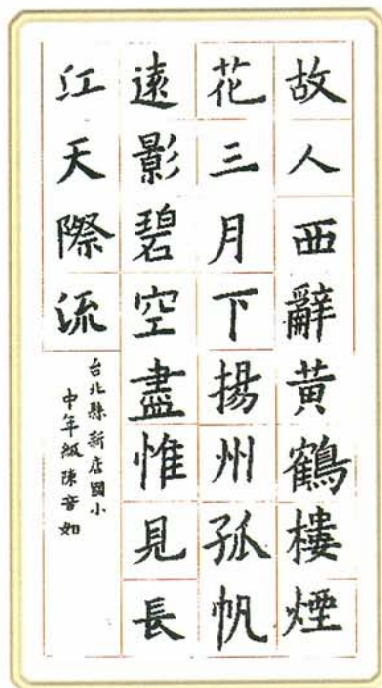 故人西辭黃鶴樓煙
花三月下揚州孤帆
遠影碧空盡惟見長
江天際流
台北縣新店國小
中年級陳音如